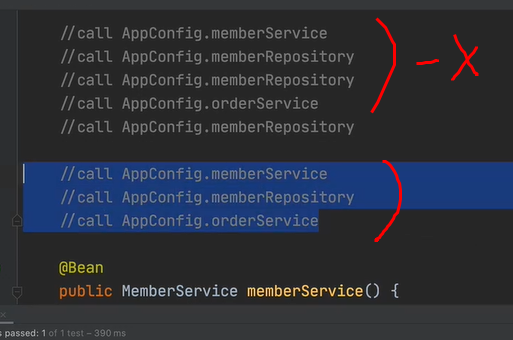 //call AppConfig.memberService
//call AppConfig.memberRepository
//call AppConfig.memberRepository
//call AppConfig.orderService
//call AppConfig.memberRepository
- X
//call AppConfig.memberService
//call AppConfig.memberRepository
//call AppConfig.orderService
@Bean
public MemberService memberService() {
s passed: 1 of 1 test – 390 ms